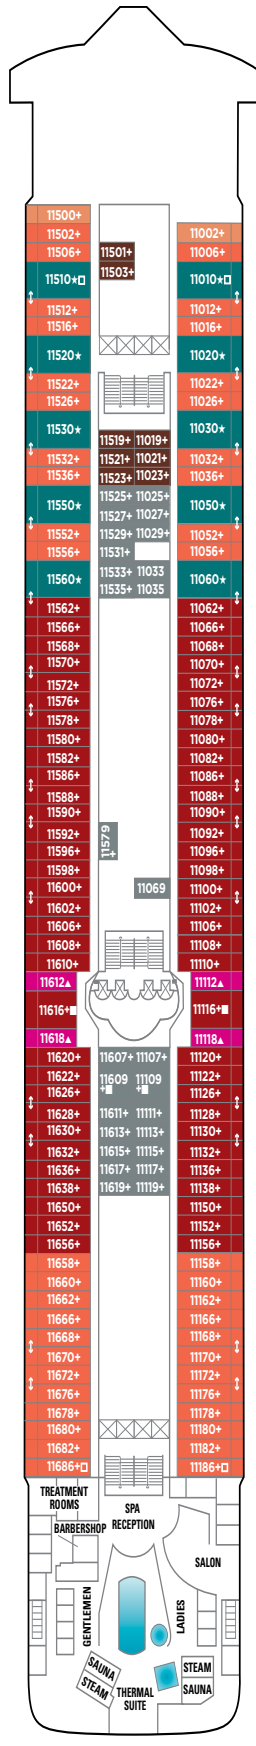 11500+
11502+ 11002+
11506+ 11501+ 11006+
11510★□ 11503+ 11010★□
11512+ 11012+
11516+ 11016+
11520★ 11020★
11522+ 11022+
11526+ 11026+
11530★ 11030★
11519+ 11019+
11532+ 11521+ 11021+ 11032+
11536+ 11523+ 11023+ 11036+
11550★ 11525+ 11025+ 11050★
11527+ 11027+
11552+ 11529+ 11029+ 11052+
11556+ 11531+ 11056+
11560★ 11533+ 11033 11060★
11535+ 11035
11562+ 11062+
11566+ 11066+
11568+ 11068+
11570+ 11070+
11572+ 11072+
11576+ 11076+
11578+ 11078+
11580+ 11080+
11582+ 11082+
11586+ 11086+
11588+ 11088+
11590+ 11090+
11592+ 11579+ 11092+
11596+ 11096+
11598+ 11098+
11600+ 11069 11100+
11602+ 11102+
11606+ 11106+
11608+ 11108+
11610+ 11110+
11612▲ 11112▲
11616+■ 11116+■
11618▲ 11118▲
11620+ 11607+ 11107+ 11120+
11622+ 11609+■ 11109+■ 11122+
11626+ 11126+
11628+ 11611+ 11111+ 11128+
11630+ 11613+ 11113+ 11130+
11632+ 11615+ 11115+ 11132+
11636+ 11617+ 11117+ 11136+
11638+ 11619+ 11119+ 11138+
11650+ 11150+
11652+ 11152+
11656+ 11156+
11658+ 11158+
11660+ 11160+
11662+ 11162+
11666+ 11166+
11668+ 11168+
11670+ 11170+
11672+ 11172+
11676+ 11176+
11678+ 11178+
11680+ 11180+
11682+ 11182+
11686+□ 11186+□
TREATMENT
ROOMS
SPA
RECEPTION
BARBERSHOP
SALON
GENTLEMEN
LADIES
SAUNA
STEAM
STEAM
SAUNA
THERMAL
SUITE